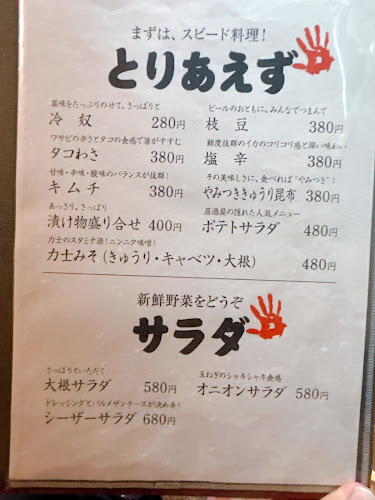 まずは、スピード料理!
とりあえず
薬味をたっぷりのせて、さっぱりと
冷奴 280円
ビールのおともに、みんなでつまんで
枝豆 380円
ワサビの辛さとタコの食感で箸がすすむ
タコわさ 380円
鮮度抜群のイカのコリコリ感と深い味わい
塩辛 380円
甘味・辛味・酸味のバランスが抜群!
キムチ 380円
その美味しさに、食べれば“やみつき”!
やみつききゅうり昆布 380円
あっさり、さっぱり
漬け物盛り合せ 400円
居酒屋の隠れた人気メニュー
ポテトサラダ 480円
力士のスタミナ源!ニンニク味噌!
力士みそ(きゅうり・キャベツ・大根) 480円
新鮮野菜をどうぞ
サラダ
さっぱりといただく
大根サラダ 580円
玉ねぎのシャキシャキ食感
オニオンサラダ 580円
ドレッシングとパルメザンチーズが決め手!
シーザーサラダ 680円